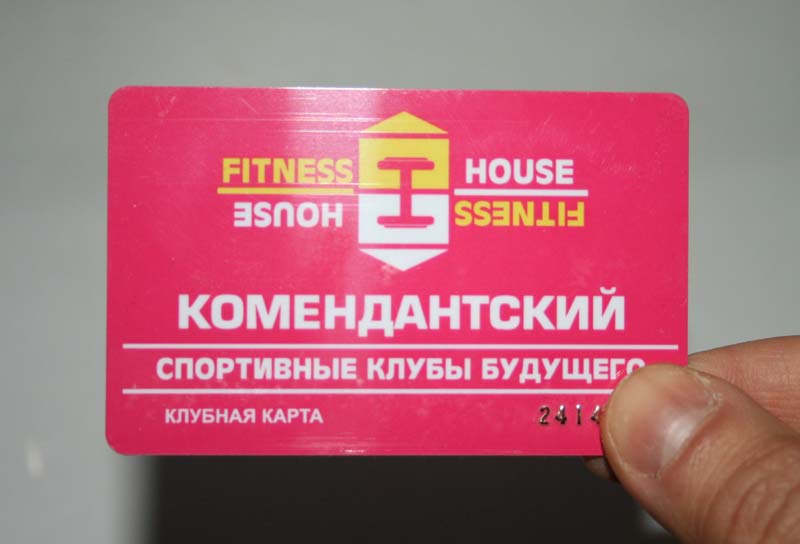 FITNESS HOUSE
FITNESS HOUSE
КОМЕНДАНТСКИЙ
СПОРТИВНЫЕ КЛУБЫ БУДУЩЕГО
КЛУБНАЯ КАРТА 2414